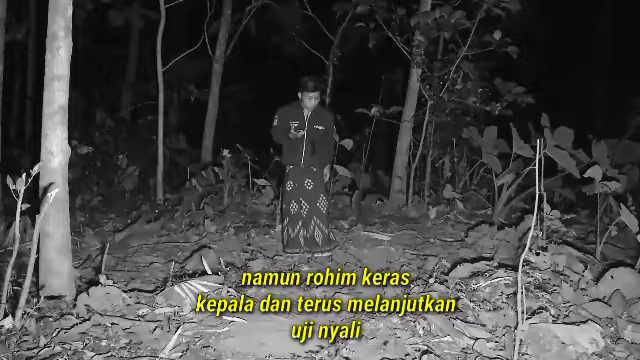 namun rohim keras
kepala dan terus melanjutkan
uji nyali